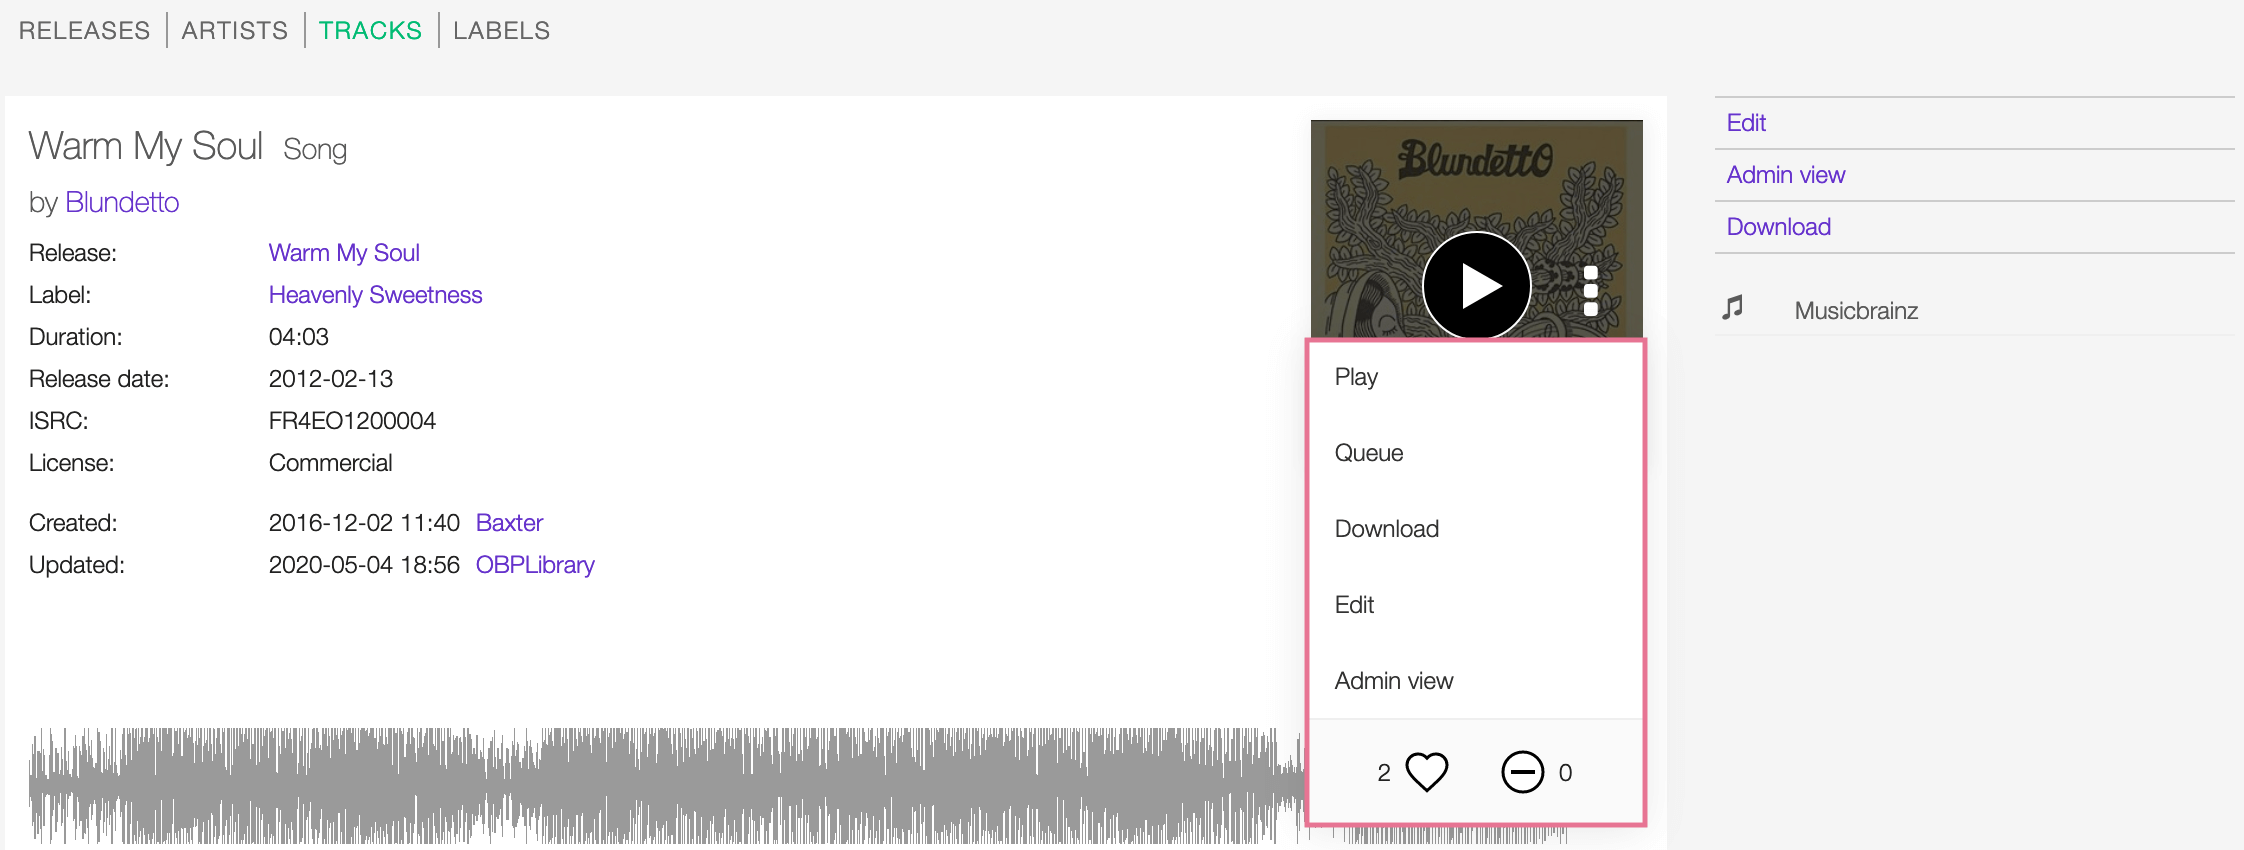 RELEASES ARTISTS TRACKS LABELS
Warm My Soul Song
by Blundetto
Release: Warm My Soul
Label: Heavenly Sweetness
Duration: 04:03
Release date: 2012-02-13
ISRC: FR4EO1200004
License: Commercial
Created: 2016-12-02 11:40 Baxter
Updated: 2020-05-04 18:56 OBPLibrary
Blundetto
Play
Queue
Download
Edit
Admin view
2 0
Edit
Admin view
Download
Musicbrainz